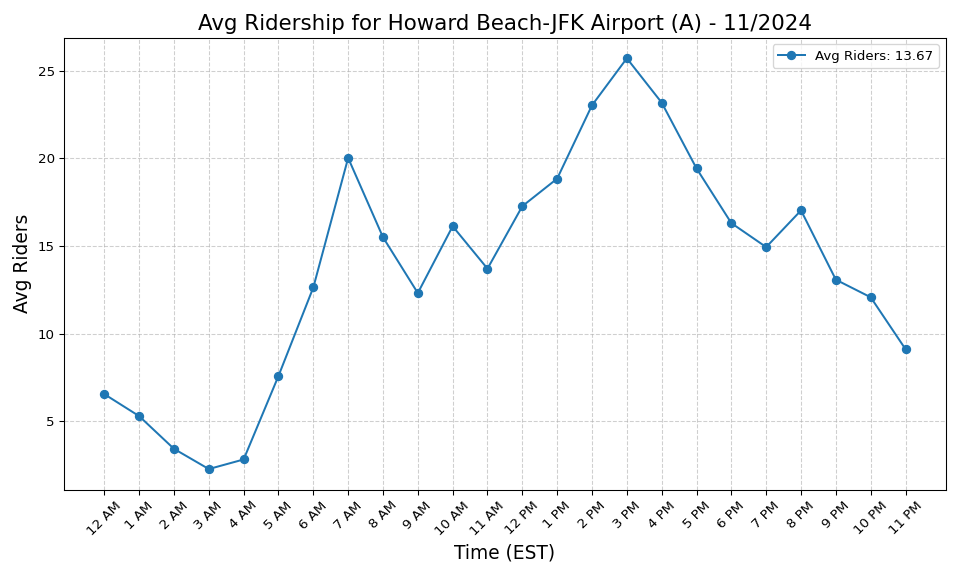 Avg Ridership for Howard Beach-JFK Airport (A) - 11/2024
Avg Riders: 13.67
Avg Riders
25
20
15
10
5
12 AM
1 AM
2 AM
3 AM
4 AM
5 AM
6 AM
7 AM
8 AM
9 AM
10 AM
11 AM
12 PM
1 PM
2 PM
3 PM
4 PM
5 PM
6 PM
7 PM
8 PM
9 PM
10 PM
11 PM
Time (EST)